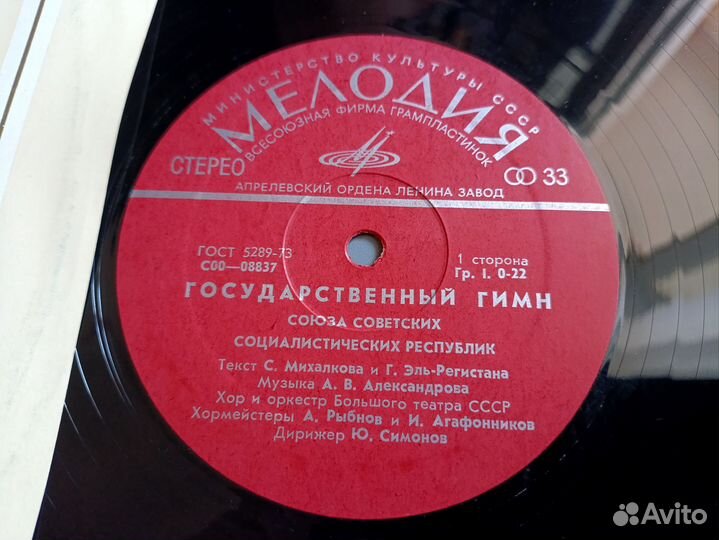 МИНИСТЕРСТВО КУЛЬТУРЫ СССР
МЕЛОДИЯ
ВСЕСОЮЗНАЯ ФИРМА ГРАМПЛАСТИНОК
СТЕРЕО
33
АПРЕЛЕВСКИЙ ОРДЕНА ЛЕНИНА ЗАВОД
ГОСТ 5289-73
С00—08837
1 сторона
Гр. I. 0-22
ГОСУДАРСТВЕННЫЙ ГИМН
СОЮЗА СОВЕТСКИХ
СОЦИАЛИСТИЧЕСКИХ РЕСПУБЛИК
Текст С. Михалкова и Г. Эль-Регистана
Музыка А. В. Александрова
Хор и оркестр Большого театра СССР
Хормейстеры А. Рыбнов и И. Агафонников
Дирижер Ю. Симонов
Avito